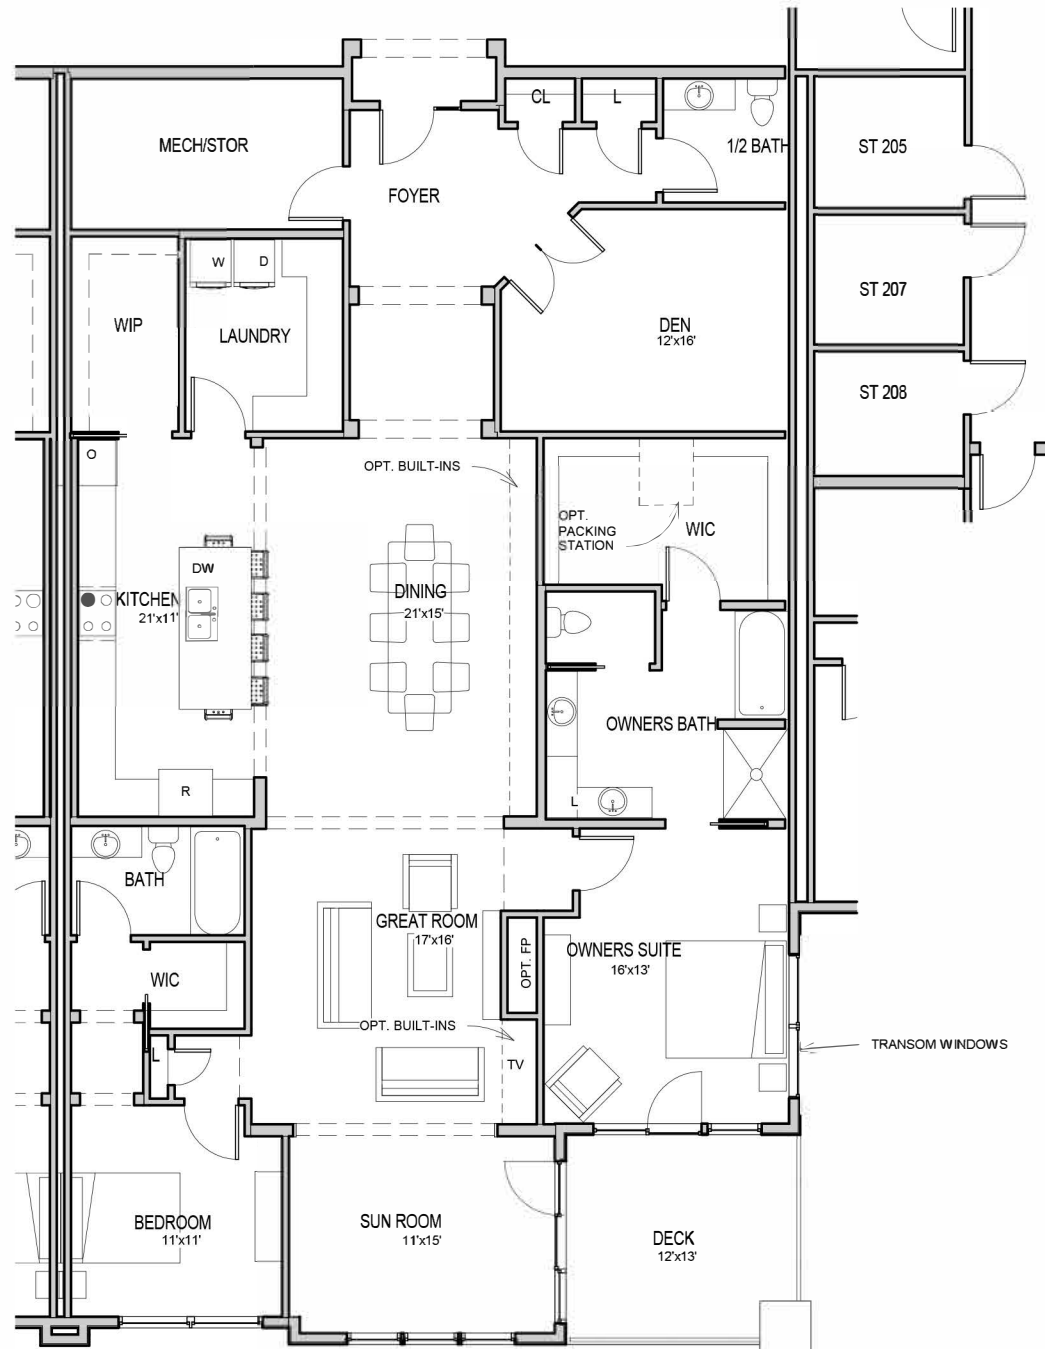 CL
L
MECH/STOR
1/2 BATH
ST 205
FOYER
W
D
ST 207
WIP
LAUNDRY
DEN
12'x16'
ST 208
O
OPT. BUILT-INS
OPT.
PACKING
STATION
WIC
DW
KITCHEN
21'x11'
DINING
21'x15'
OWNERS BATH
R
L
BATH
GREAT ROOM
17'x16'
OPT. FP
OWNERS SUITE
16'x13'
WIC
OPT. BUILT-INS
TRANSOM WINDOWS
L
TV
BEDROOM
11'x11'
SUN ROOM
11'x15'
DECK
12'x13'